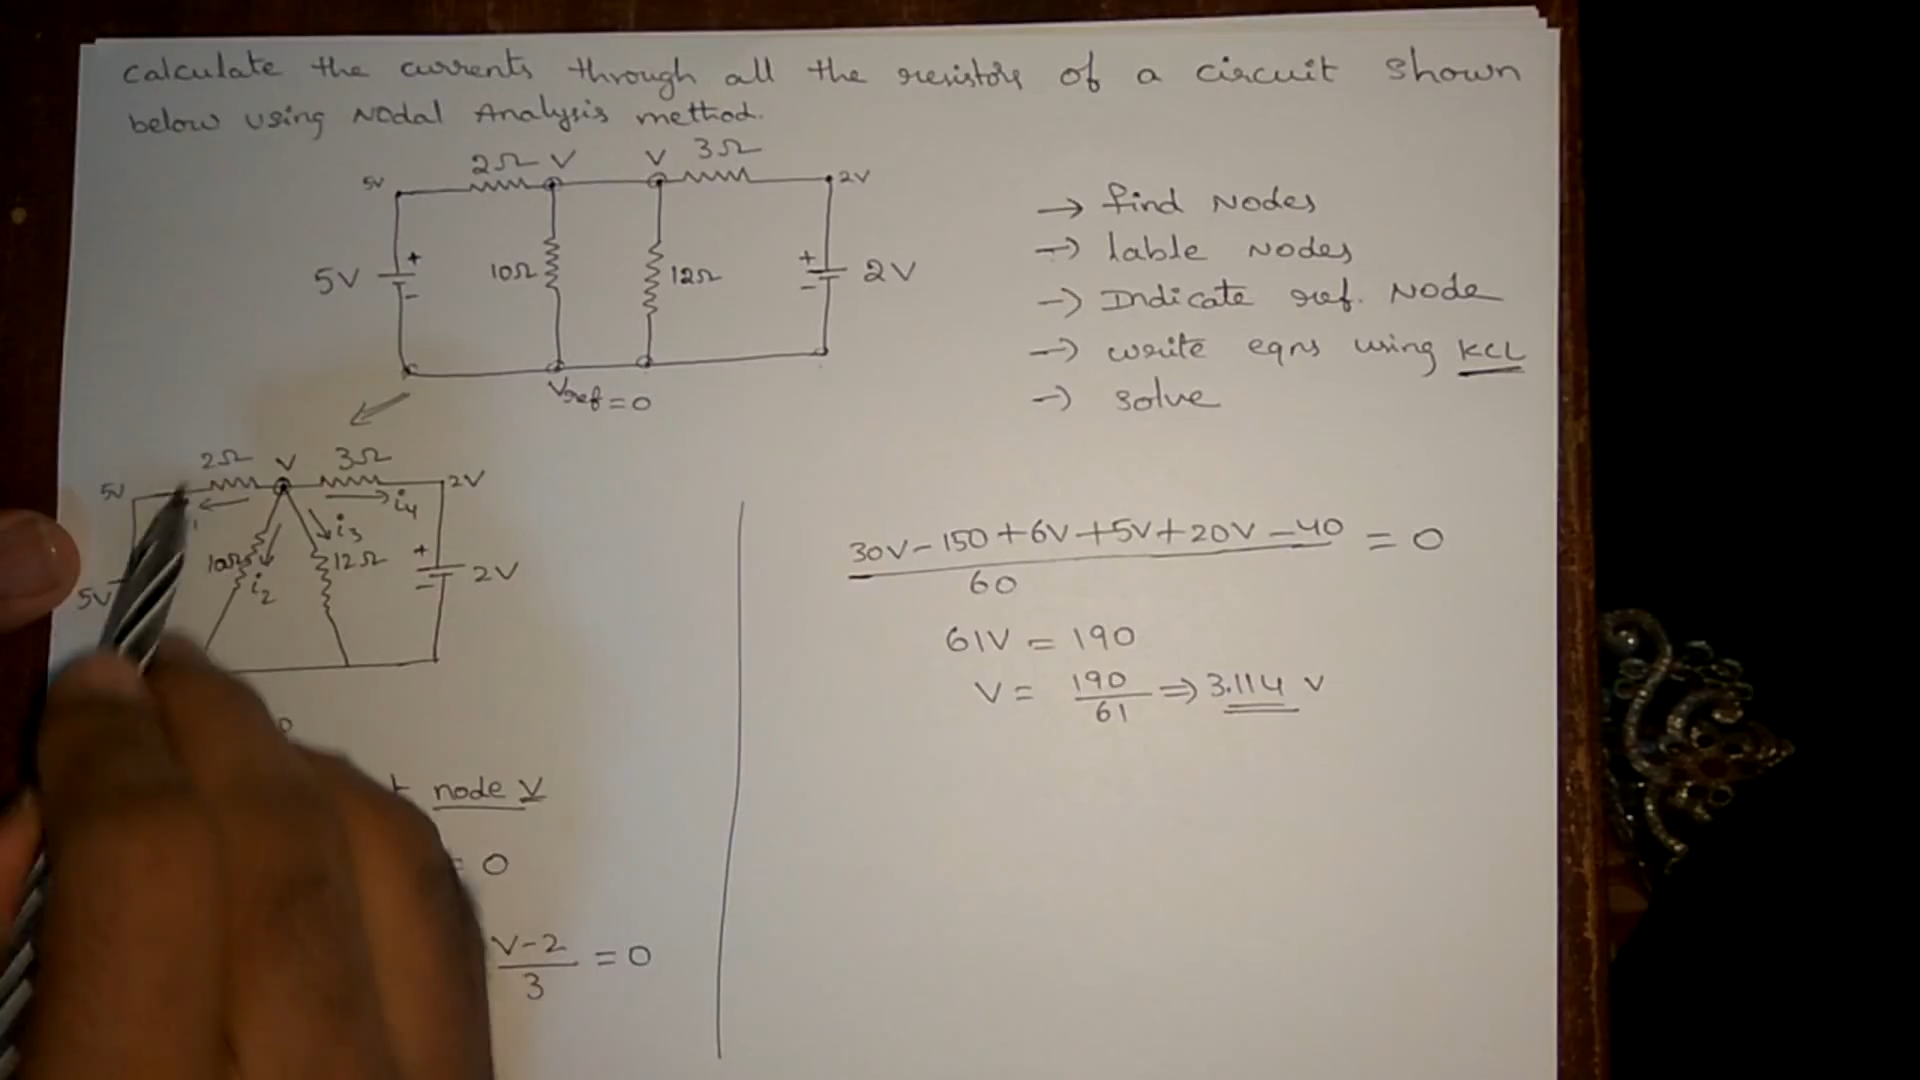 Calculate the currents through all the resistors of a circuit shown
below using Nodal Analysis method.
2Ω V V 3Ω
5V 2V
5V + - 10Ω 12Ω + - 2V
Vref = 0
→ find Nodes
→ lable Nodes
→ Indicate ref. Node
→ write eqns using KCL
→ solve
2Ω V 3Ω
5V 2V
i4
i3
10Ω i2 12Ω + - 2V
5V
node V
= 0
V-2/3 = 0
30V-150+6V+5V+20V-40/60 = 0
61V = 190
V = 190/61 ⇒ 3.114 V